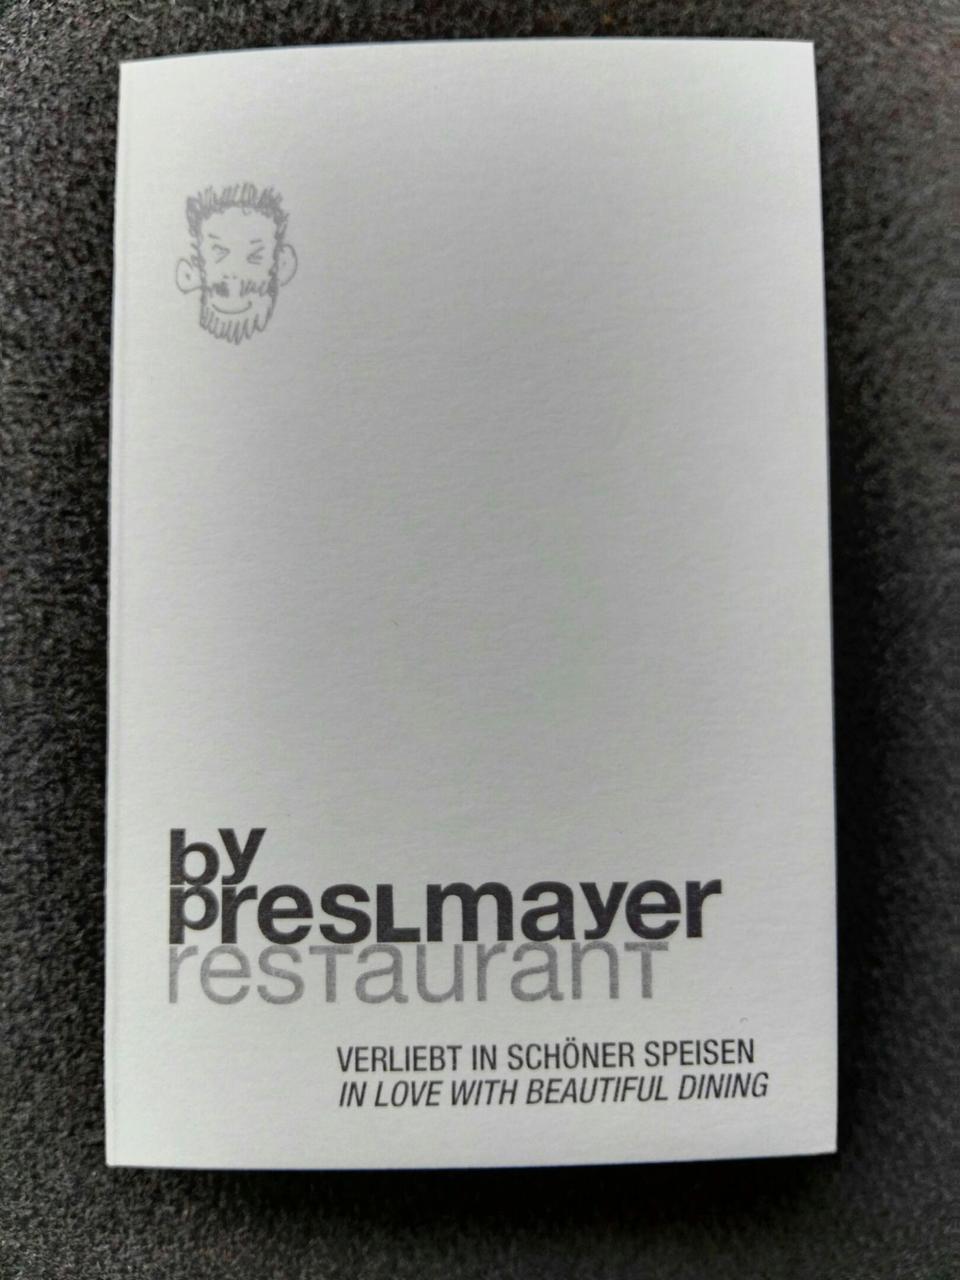 by
presLmayer
resTauranT
VERLIEBT IN SCHÖNER SPEISEN
IN LOVE WITH BEAUTIFUL DINING